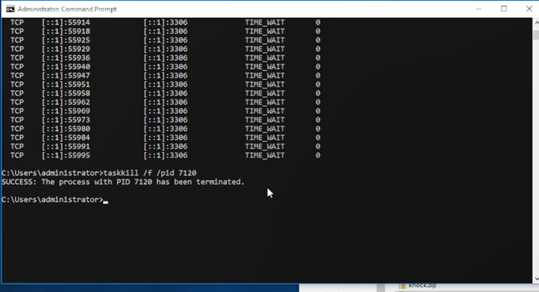 Administrator: Command Prompt
TCP [::1]:55914 [::1]:3306 TIME_WAIT 0
TCP [::1]:55918 [::1]:3306 TIME_WAIT 0
TCP [::1]:55925 [::1]:3306 TIME_WAIT 0
TCP [::1]:55929 [::1]:3306 TIME_WAIT 0
TCP [::1]:55936 [::1]:3306 TIME_WAIT 0
TCP [::1]:55940 [::1]:3306 TIME_WAIT 0
TCP [::1]:55947 [::1]:3306 TIME_WAIT 0
TCP [::1]:55951 [::1]:3306 TIME_WAIT 0
TCP [::1]:55958 [::1]:3306 TIME_WAIT 0
TCP [::1]:55962 [::1]:3306 TIME_WAIT 0
TCP [::1]:55969 [::1]:3306 TIME_WAIT 0
TCP [::1]:55973 [::1]:3306 TIME_WAIT 0
TCP [::1]:55980 [::1]:3306 TIME_WAIT 0
TCP [::1]:55984 [::1]:3306 TIME_WAIT 0
TCP [::1]:55991 [::1]:3306 TIME_WAIT 0
TCP [::1]:55995 [::1]:3306 TIME_WAIT 0
C:\Users\administrator>taskkill /f /pid 7120
SUCCESS: The process with PID 7120 has been terminated.
C:\Users\administrator>
knock.zip